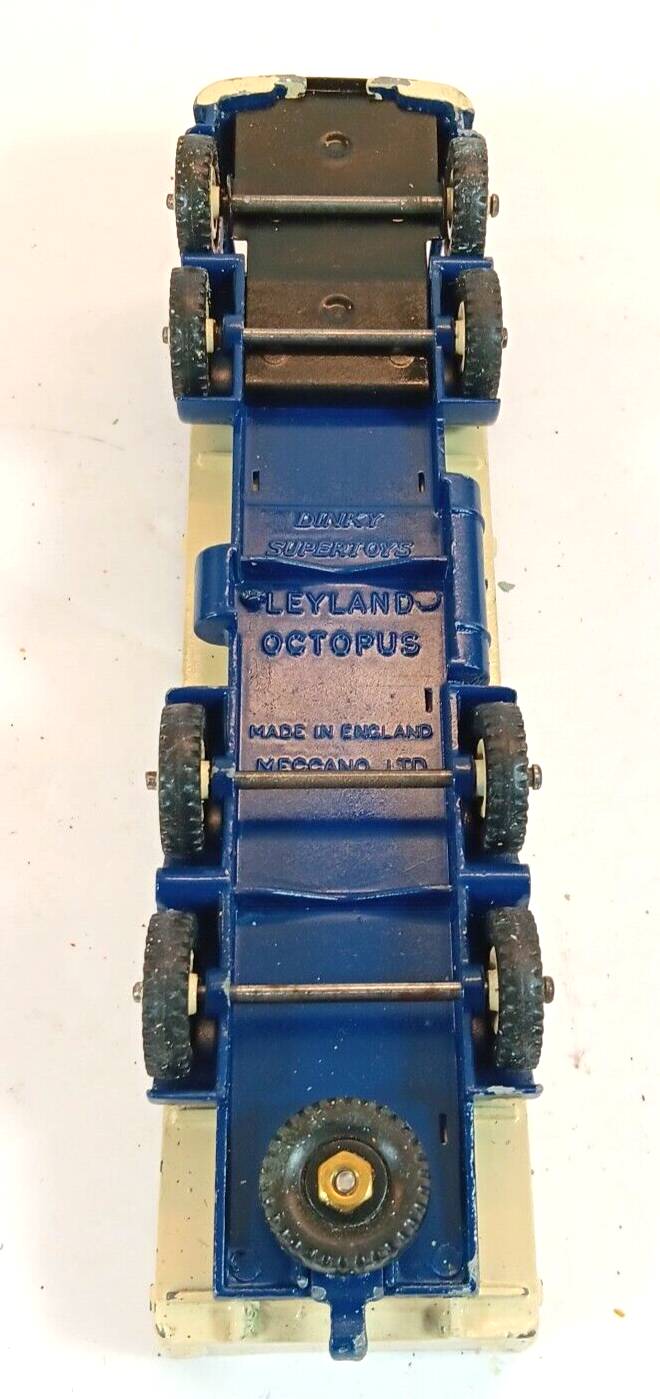 DINKY
SUPERTOYS
LEYLAND
OCTOPUS
MADE IN ENGLAND
MECCANO LTD